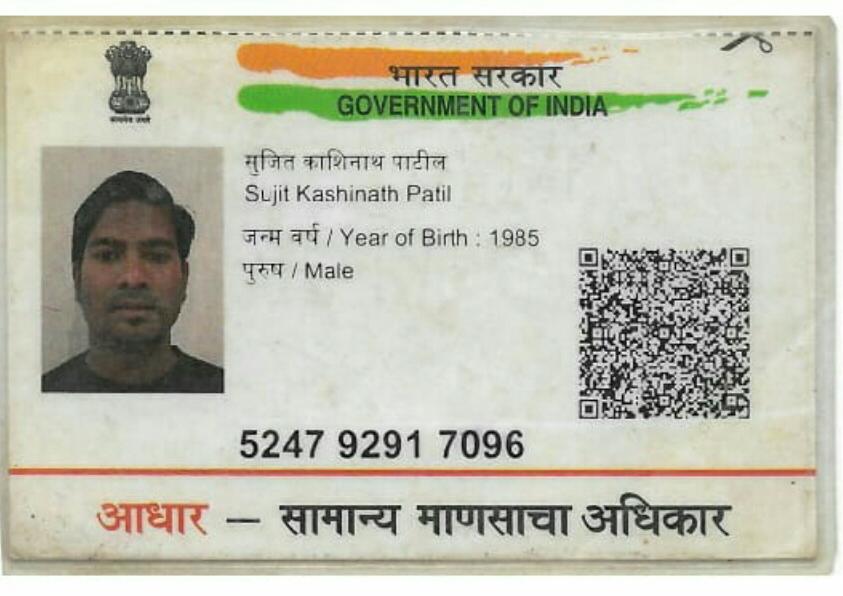 भारत सरकार
GOVERNMENT OF INDIA
सत्यमेव जयते
सुजित काशिनाथ पाटील
Sujit Kashinath Patil
जन्म वर्ष / Year of Birth : 1985
पुरुष / Male
5247 9291 7096
आधार — सामान्य माणसाचा अधिकार